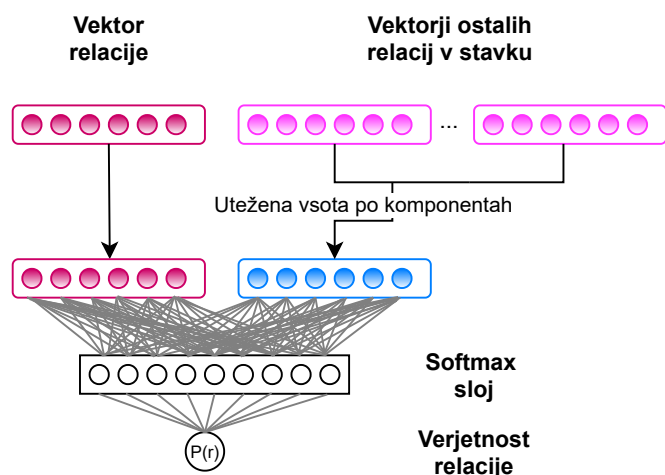 Vektor
relacije
Vektorji ostalih
relacij v stavku
...
Utežena vsota po komponentah
Softmax
sloj
P(r)
Verjetnost
relacije